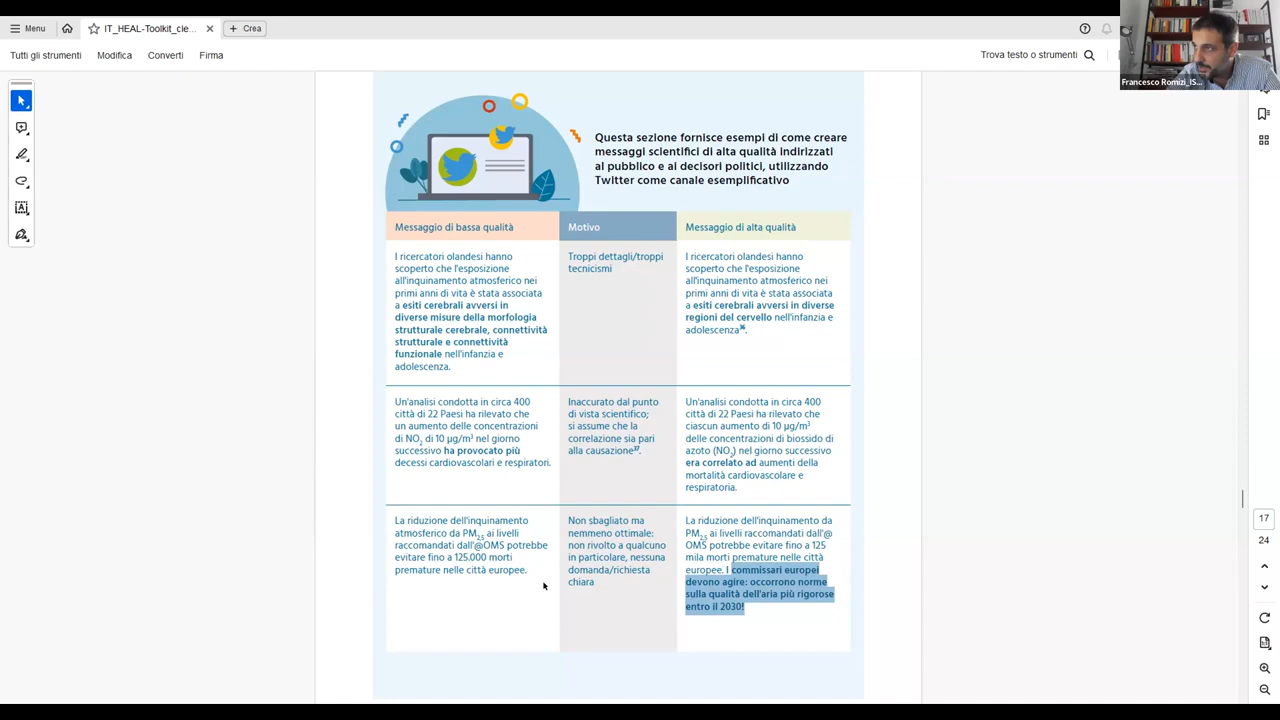 Menu
IT_HEAL-Toolkit_cle...
Crea
Tutti gli strumenti
Modifica
Converti
Firma
Trova testo o strumenti
Francesco Romizi_IS...
Questa sezione fornisce esempi di come creare
messaggi scientifici di alta qualità indirizzati
al pubblico e ai decisori politici, utilizzando
Twitter come canale esemplificativo
Messaggio di bassa qualità
Motivo
Messaggio di alta qualità
I ricercatori olandesi hanno
scoperto che l'esposizione
all'inquinamento atmosferico nei
primi anni di vita è stata associata
a esiti cerebrali avversi in
diverse misure della morfologia
strutturale cerebrale, connettività
strutturale e connettività
funzionale nell'infanzia e
adolescenza.
Troppi dettagli/troppi
tecnicismi
I ricercatori olandesi hanno
scoperto che l'esposizione
all'inquinamento atmosferico nei
primi anni di vita è stata associata
a esiti cerebrali avversi in diverse
regioni del cervello nell'infanzia e
adolescenza³⁶.
Un'analisi condotta in circa 400
città di 22 Paesi ha rilevato che
un aumento delle concentrazioni
di NO₂ di 10 µg/m³ nel giorno
successivo ha provocato più
decessi cardiovascolari e respiratori.
Inaccurato dal punto
di vista scientifico;
si assume che la
correlazione sia pari
alla causazione³⁷.
Un'analisi condotta in circa 400
città di 22 Paesi ha rilevato che
ciascun aumento di 10 µg/m³
delle concentrazioni di biossido di
azoto (NO₂) nel giorno successivo
era correlato ad aumenti della
mortalità cardiovascolare e
respiratoria.
La riduzione dell'inquinamento
atmosferico da PM₂.₅ ai livelli
raccomandati dall'@OMS potrebbe
evitare fino a 125.000 morti
premature nelle città europee.
Non sbagliato ma
nemmeno ottimale:
non rivolto a qualcuno
in particolare, nessuna
domanda/richiesta
chiara
La riduzione dell'inquinamento da
PM₂.₅ ai livelli raccomandati dall'@
OMS potrebbe evitare fino a 125
mila morti premature nelle città
europee. I commissari europei
devono agire: occorrono norme
sulla qualità dell'aria più rigorose
entro il 2030!
17
24